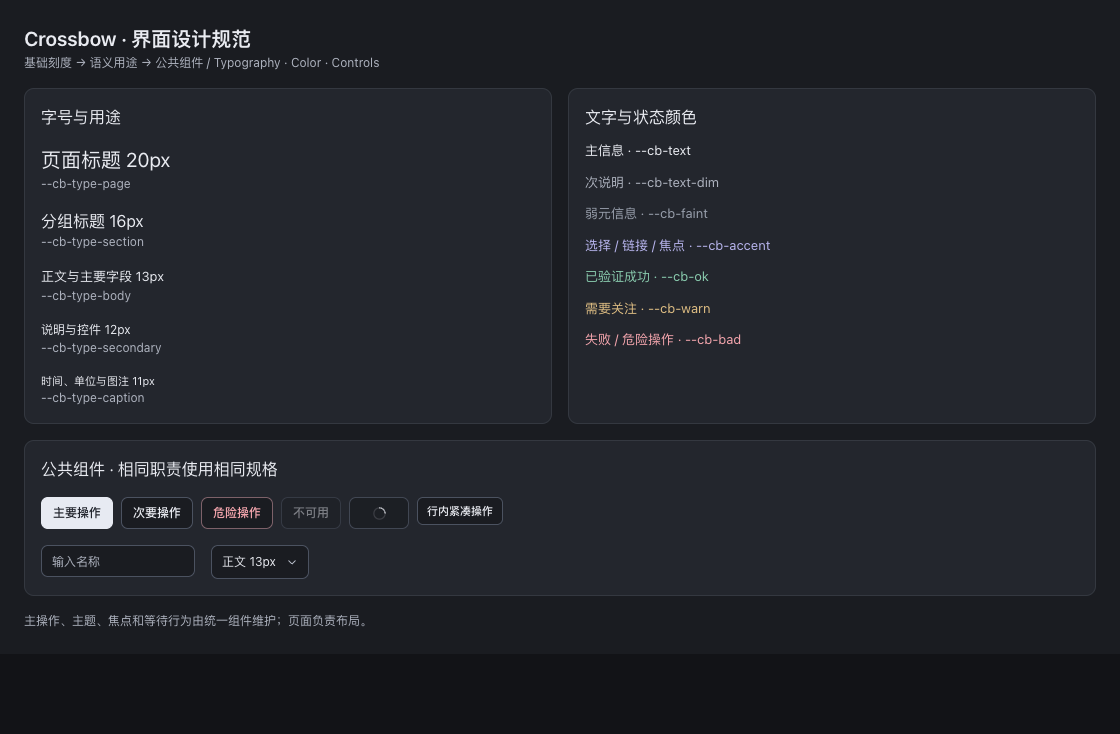 Crossbow · 界面设计规范
基础刻度 → 语义用途 → 公共组件 / Typography · Color · Controls
字号与用途
页面标题 20px
--cb-type-page
分组标题 16px
--cb-type-section
正文与主要字段 13px
--cb-type-body
说明与控件 12px
--cb-type-secondary
时间、单位与图注 11px
--cb-type-caption
文字与状态颜色
主信息 · --cb-text
次说明 · --cb-text-dim
弱元信息 · --cb-faint
选择 / 链接 / 焦点 · --cb-accent
已验证成功 · --cb-ok
需要关注 · --cb-warn
失败 / 危险操作 · --cb-bad
公共组件 · 相同职责使用相同规格
主要操作 次要操作 危险操作 不可用 行内紧凑操作
输入名称 正文 13px
主操作、主题、焦点和等待行为由统一组件维护；页面负责布局。